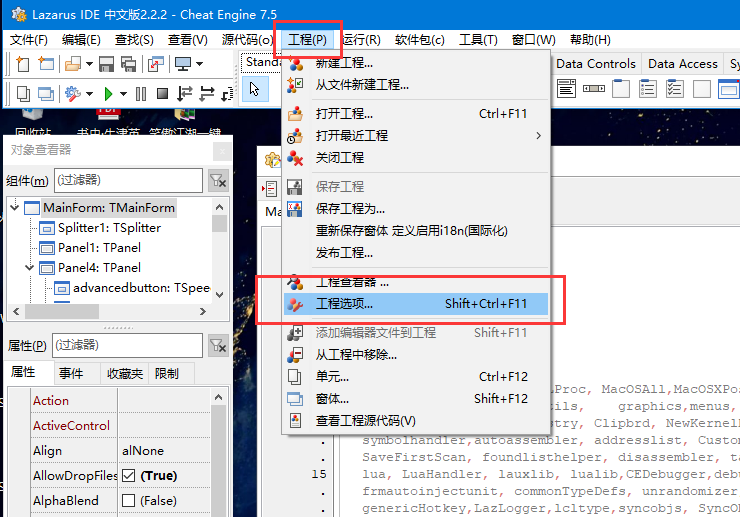 Lazarus IDE 中文版2.2.2 - Cheat Engine 7.5
文件(F) 编辑(E) 查找(S) 查看(V) 源代码(o) 工程(P) 运行(R) 软件包(c) 工具(T) 窗口(W) 帮助(H)
Standa
Data Controls Data Access Sy
新建工程...
从文件新建工程...
打开工程... Ctrl+F11
打开最近工程
关闭工程
保存工程
保存工程为...
重新保存窗体 定义启用i18n(国际化)
发布工程...
工程查看器 ...
工程选项... Shift+Ctrl+F11
添加编辑器文件到工程 Shift+F11
从工程中移除...
单元... Ctrl+F12
窗体... Shift+F12
查看工程源代码(V)
回收站
对象查看器
组件(m) (过滤器)
MainForm: TMainForm
Splitter1: TSplitter
Panel1: TPanel
Panel4: TPanel
advancedbutton: TSpee
属性(P) (过滤器)
属性 事件 收藏夹 限制
Action
ActiveControl
Align alNone
AllowDropFiles (True)
AlphaBlend (False)
Ma
Proc, MacOSAll,MacOSXPos
ils, graphics,menus,
stry, Clipbrd, NewKernelH
symbolhandler,autoassembler, addresslist, Custom
SaveFirstScan, foundlisthelper, disassembler, ta
15 lua, LuaHandler, lauxlib, lualib,CEDebugger,debu
frmautoinjectunit, commonTypeDefs, unrandomizer
genericHotkey,LazLogger,lcltype,syncobjs, SyncOb